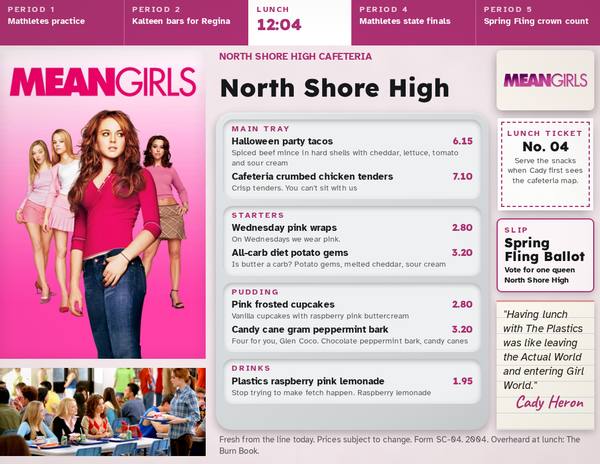 PERIOD 1
Mathletes practice
PERIOD 2
Kalteen bars for Regina
LUNCH
12:04
PERIOD 4
Mathletes state finals
PERIOD 5
Spring Fling crown count
MEAN GIRLS
NORTH SHORE HIGH CAFETERIA
North Shore High
MAIN TRAY
Halloween party tacos 6.15
Spiced beef mince in hard shells with cheddar, lettuce, tomato
and sour cream
Cafeteria crumbed chicken tenders 7.10
Crisp tenders. You can't sit with us
STARTERS
Wednesday pink wraps 2.80
On Wednesdays we wear pink.
All-carb diet potato gems 3.20
Is butter a carb? Potato gems, melted cheddar, sour cream
PUDDING
Pink frosted cupcakes 2.80
Vanilla cupcakes with raspberry pink buttercream
Candy cane gram peppermint bark 3.20
Four for you, Glen Coco. Chocolate peppermint bark, candy canes
DRINKS
Plastics raspberry pink lemonade 1.95
Stop trying to make fetch happen. Raspberry lemonade
Fresh from the line today. Prices subject to change. Form SC-04. 2004. Overheard at lunch: The
Burn Book.
MEAN GIRLS
LUNCH TICKET
No. 04
Serve the snacks
when Cady first sees
the cafeteria map.
SLIP
Spring
Fling Ballot
Vote for one queen
North Shore High
"Having lunch
with The Plastics
was like leaving
the Actual World
and entering Girl
World."
Cady Heron